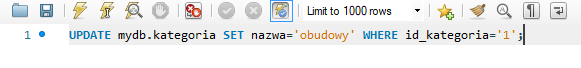 Limit to 1000 rows
1 UPDATE mydb.kategoria SET nazwa='obudowy' WHERE id_kategoria='1';